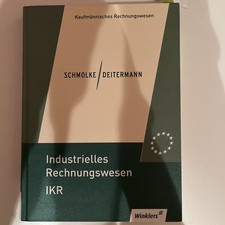 Kaufmännisches Rechnungswesen
SCHMOLKE/DEITERMANN
Industrielles
Rechnungswesen
IKR
Winklers